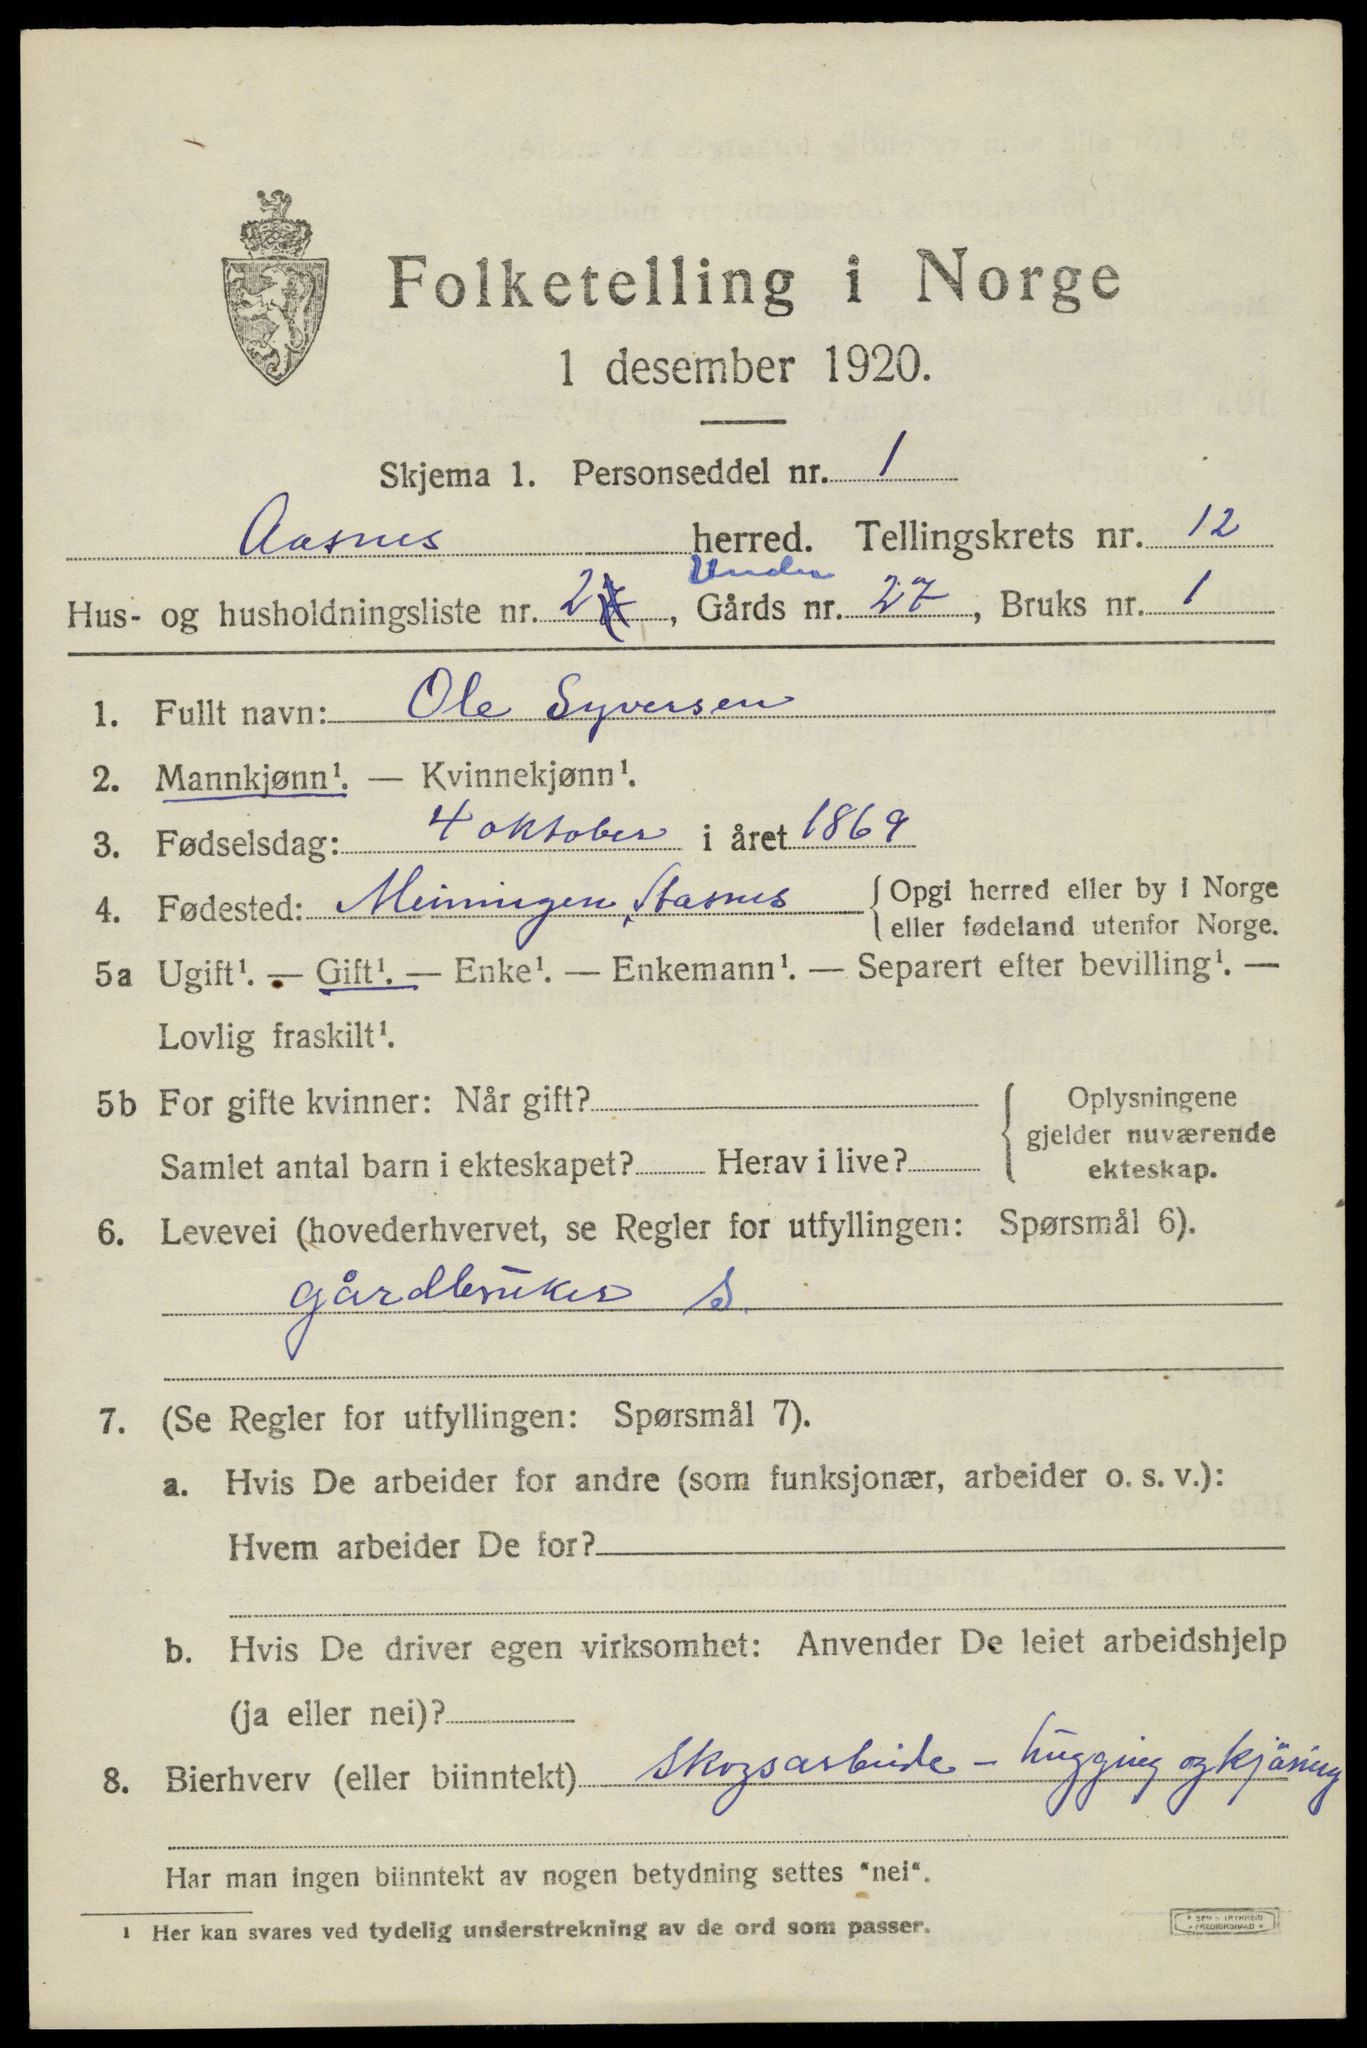 Folketelling i Norge
1 desember 1920.
Skjema 1. Personseddel nr. 1
Aasnes herred. Tellingskrets nr. 12
Under
Hus- og husholdningsliste nr. 2, Gårds nr. 27, Bruks nr. 1
1. Fullt navn: Ole Syversen
2. Mannkjønn¹. — Kvinnekjønn¹.
3. Fødselsdag: 4 oktober i året 1869
4. Fødested: Aasnes { Opgi herred eller by i Norge
eller fødeland utenfor Norge.
5a Ugift¹. — Gift¹. — Enke¹. — Enkemann¹. — Separert efter bevilling¹. —
Lovlig fraskilt¹.
5b For gifte kvinner: Når gift?
Samlet antal barn i ekteskapet? Herav i live?
{ Oplysningene
gjelder nuværende
ekteskap.
6. Levevei (hovederhvervet, se Regler for utfyllingen: Spørsmål 6).
gårdbruker S.
7. (Se Regler for utfyllingen: Spørsmål 7).
a. Hvis De arbeider for andre (som funksjonær, arbeider o. s. v.):
Hvem arbeider De for?
b. Hvis De driver egen virksomhet: Anvender De leiet arbeidshjelp
(ja eller nei)?
8. Bierhverv (eller biinntekt) Skogsarbeide – hugging og kjöring
Har man ingen biinntekt av nogen betydning settes "nei".
¹ Her kan svares ved tydelig understrekning av de ord som passer.